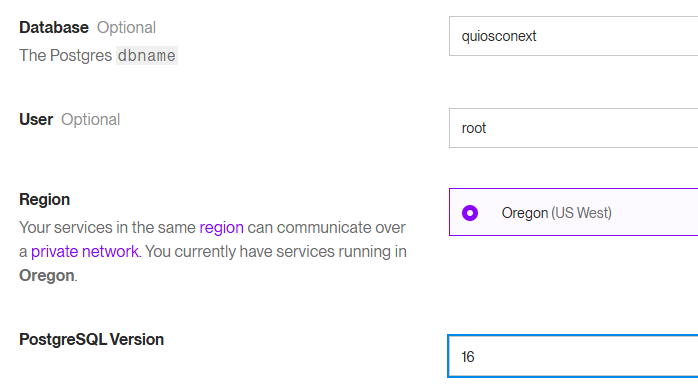 Database Optional
quiosconext
The Postgres dbname
User Optional
root
Region
Oregon (US West)
Your services in the same region can communicate over
a private network. You currently have services running in
Oregon.
PostgreSQL Version
16